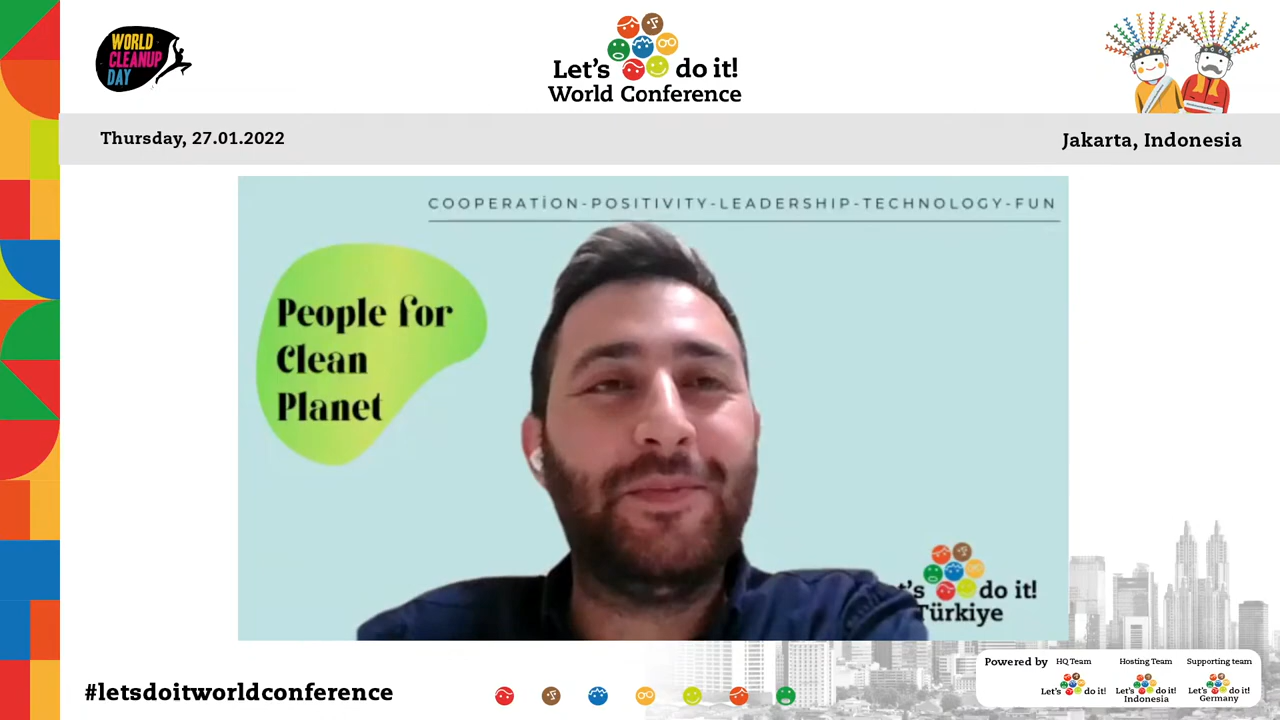 WORLD
CLEANUP
DAY
Let's do it!
World Conference
Thursday, 27.01.2022
Jakarta, Indonesia
COOPERATİON-POSITIVITY-LEADERSHIP-TECHNOLOGY-FUN
People for
Clean
Planet
t's do it!
Türkiye
Powered by
HQ Team
Hosting Team
Supporting team
Let's do it!
Let's do it!
Indonesia
Let's do it!
Germany
#letsdoitworldconference